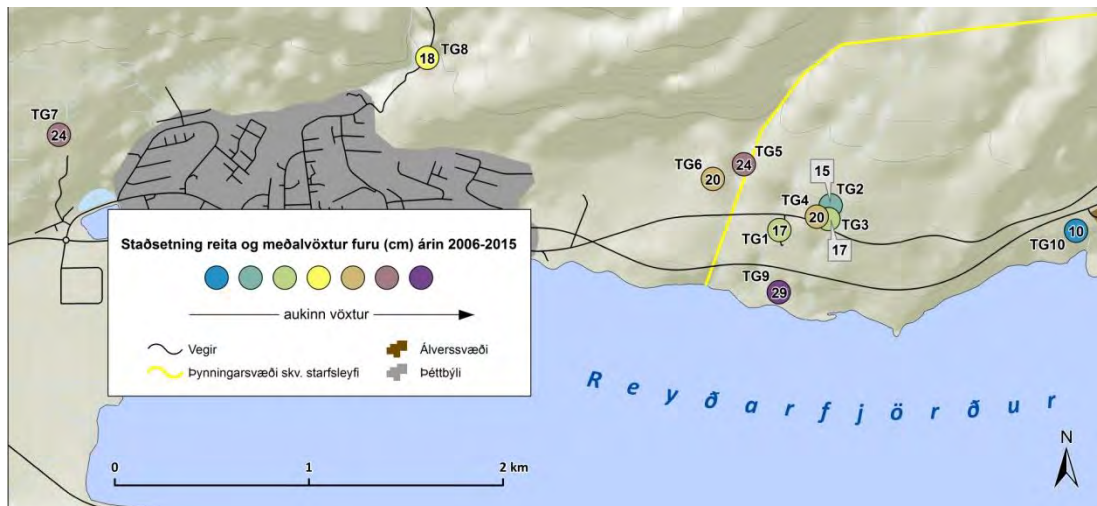 18 TG8
TG7
24
TG5
24
TG6
20
15
TG2
TG4
20
TG3
17
TG1
17
10
TG10
TG9
29
Staðsetning reita og meðalvöxtur furu (cm) árin 2006-2015
aukinn vöxtur
Vegir
Álverssvæði
Þynningarsvæði skv. starfsleyfi
Þéttbýli
Reyðarfjörður
N
0 1 2 km